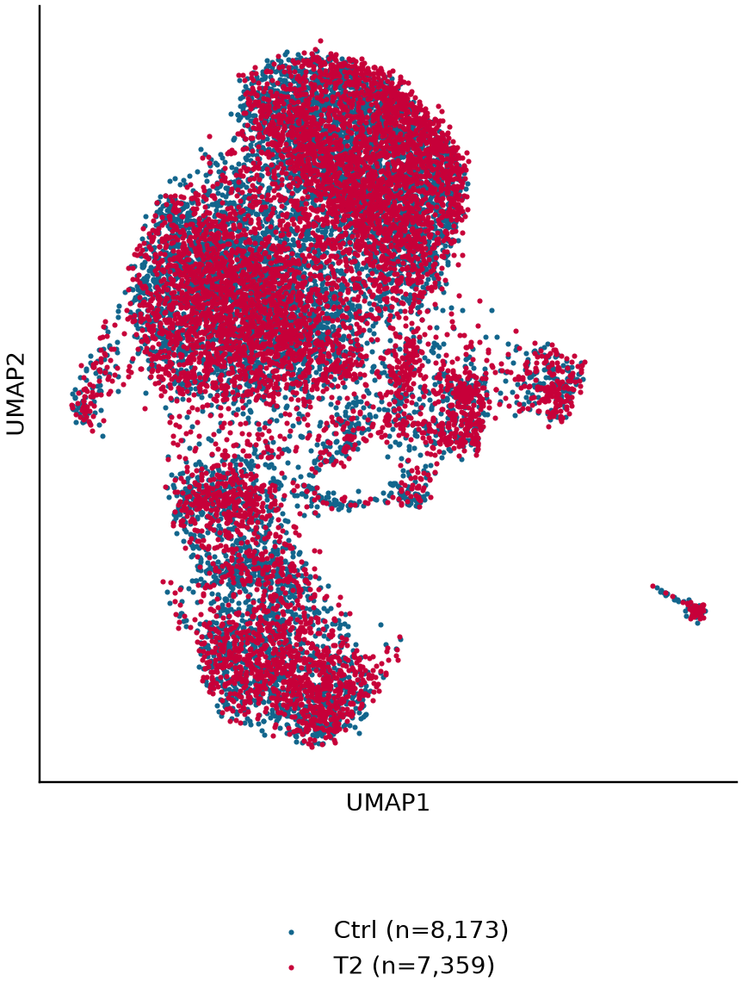 UMAP2
UMAP1
Ctrl (n=8,173)
T2 (n=7,359)